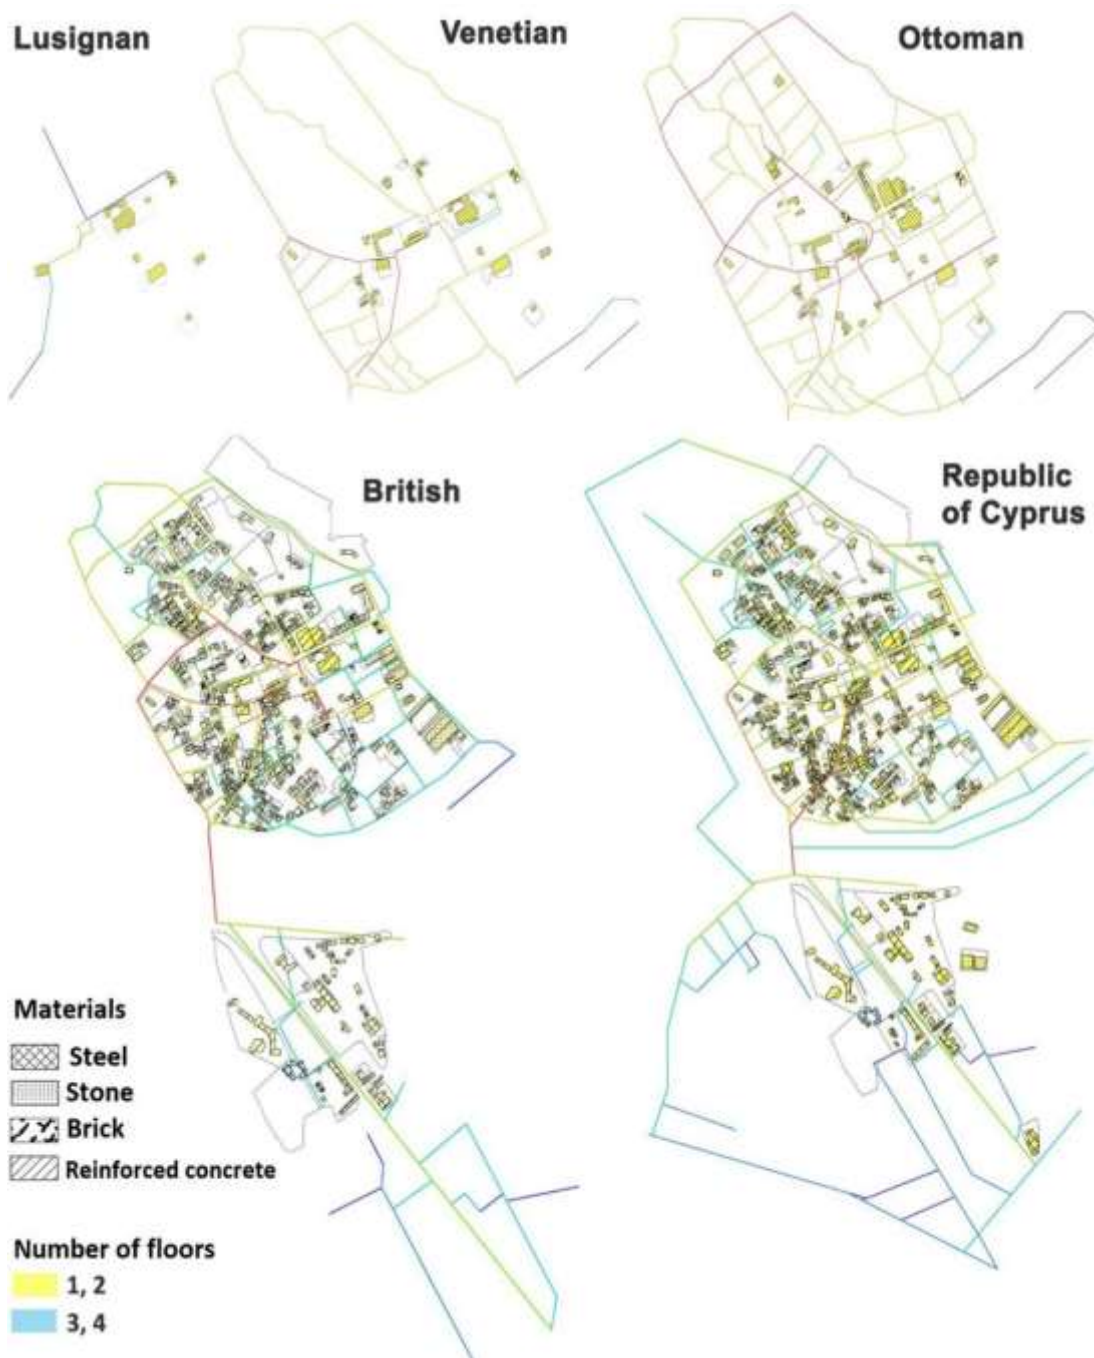 Lusignan
Venetian
Ottoman
British
Republic
of Cyprus
Materials
Steel
Stone
Brick
Reinforced concrete
Number of floors
1, 2
3, 4